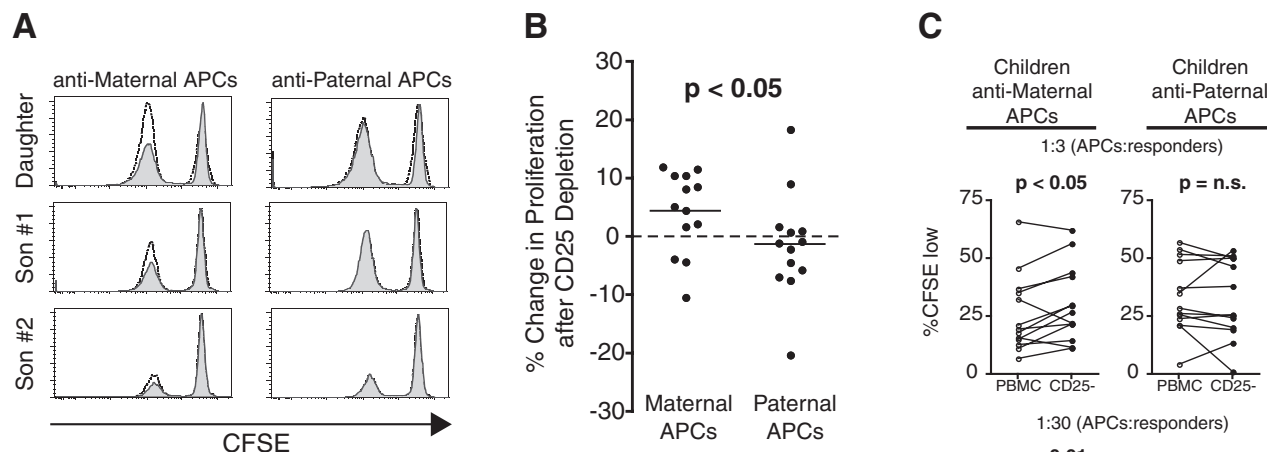 A
anti-Maternal APCs
anti-Paternal APCs
Daughter
Son #1
Son #2
CFSE
B
% Change in Proliferation
after CD25 Depletion
30
20
10
0
-10
-20
-30
p < 0.05
Maternal
APCs
Paternal
APCs
C
Children
anti-Maternal
APCs
Children
anti-Paternal
APCs
1:3 (APCs:responders)
p < 0.05
p = n.s.
%CFSE low
75
50
25
0
75
50
25
0
PBMC CD25-
PBMC CD25-
1:30 (APCs:responders)